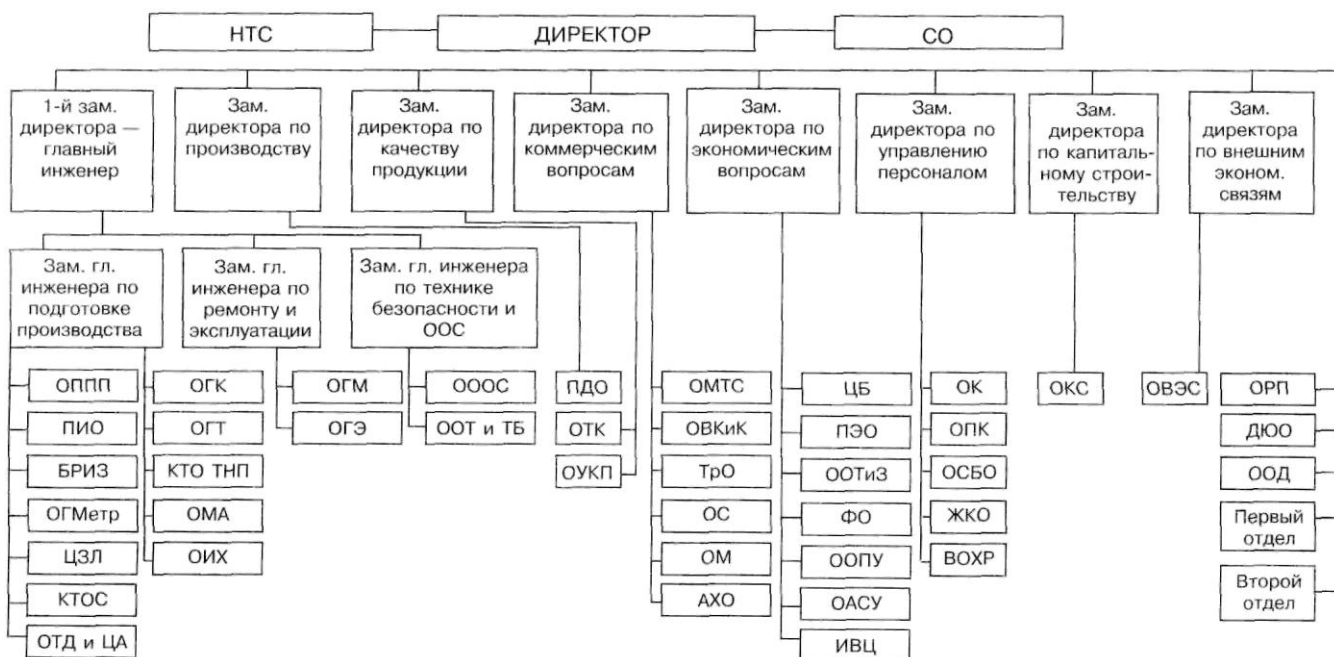 НТС
ДИРЕКТОР
СО
1-й зам.
директора —
главный
инженер
Зам.
директора по
производству
Зам.
директора по
качеству
продукции
Зам.
директора по
коммерческим
вопросам
Зам.
директора по
экономическим
вопросам
Зам.
директора по
управлению
персоналом
Зам.
директора
по капиталь-
ному строи-
тельству
Зам.
директора
по внешним
эконом.
связям
Зам. гл.
инженера по
подготовке
производства
Зам. гл.
инженера по
ремонту и
эксплуатации
Зам. гл. инженера
по технике
безопасности и
ООС
ОППП
ПИО
БРИЗ
ОГМетр
ЦЗЛ
КТОС
ОТД и ЦА
ОГК
ОГТ
КТО ТНП
ОМА
ОИХ
ОГМ
ОГЭ
ОООС
ООТ и ТБ
ПДО
ОТК
ОУКП
ОМТС
ОВКиК
ТрО
ОС
ОМ
АХО
ЦБ
ПЭО
ООТиЗ
ФО
ООПУ
ОАСУ
ИВЦ
ОК
ОПК
ОСБО
ЖКО
ВОХР
ОКС
ОВЭС
ОРП
ДЮО
ООД
Первый
отдел
Второй
отдел